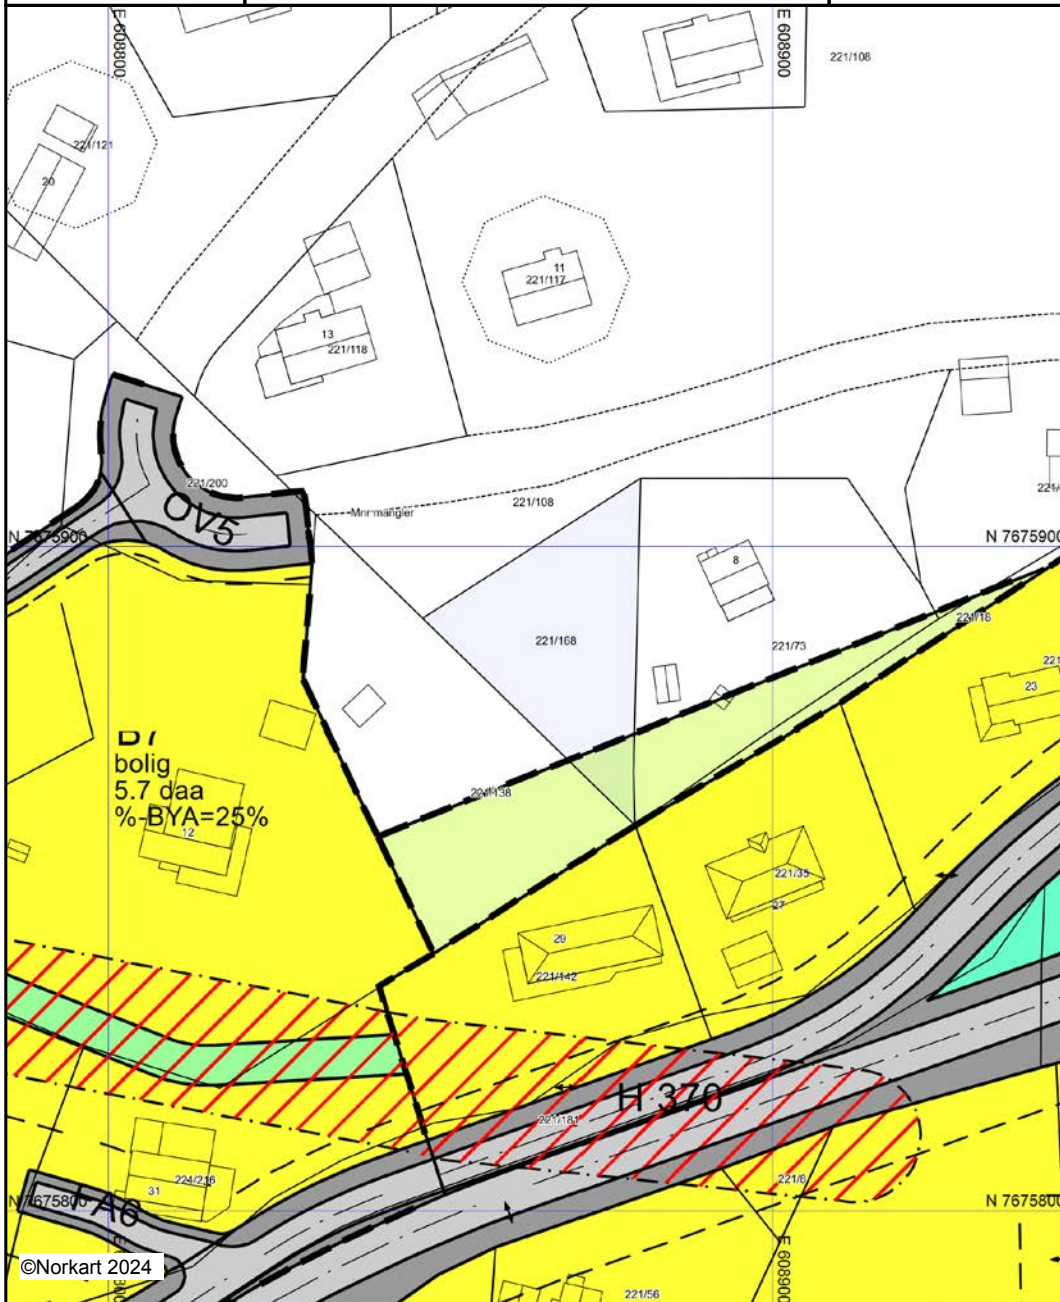 E 608800
E 608900
221/108
221/121
20
11
221/117
13
221/118
221/200
OV5
Mnr mangler
221/108
N 7675900
N 7675900
8
221/168
221/73
221/18
23
bolig
5.7 daa
%-BYA=25%
12
221/138
221/35
27
29
221/142
H 370
221/181
221/6
31
N 7675800
N 7675800
E 608900
©Norkart 2024
221/56